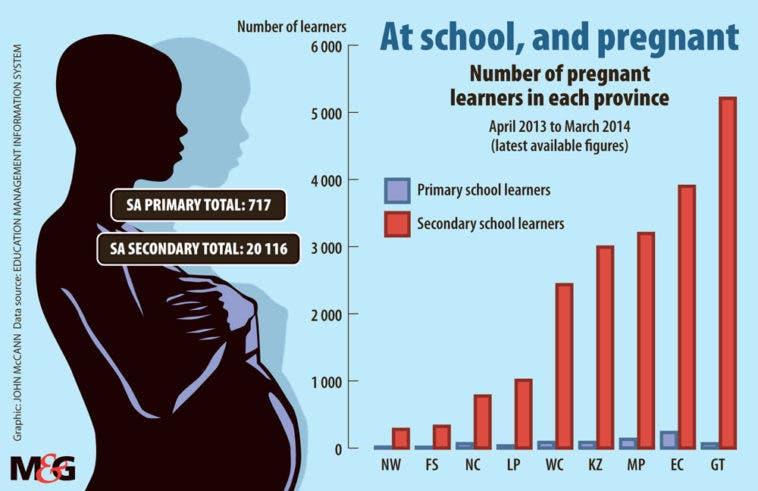 At school, and pregnant
Number of pregnant
learners in each province
April 2013 to March 2014
(latest available figures)
Primary school learners
Secondary school learners
Number of learners
6 000
5 000
4 000
3 000
2 000
1 000
0
NW FS NC LP WC KZ MP EC GT
SA PRIMARY TOTAL: 717
SA SECONDARY TOTAL: 20 116
Graphic: JOHN McCANN Data source: EDUCATION MANAGEMENT INFORMATION SYSTEM
M&G